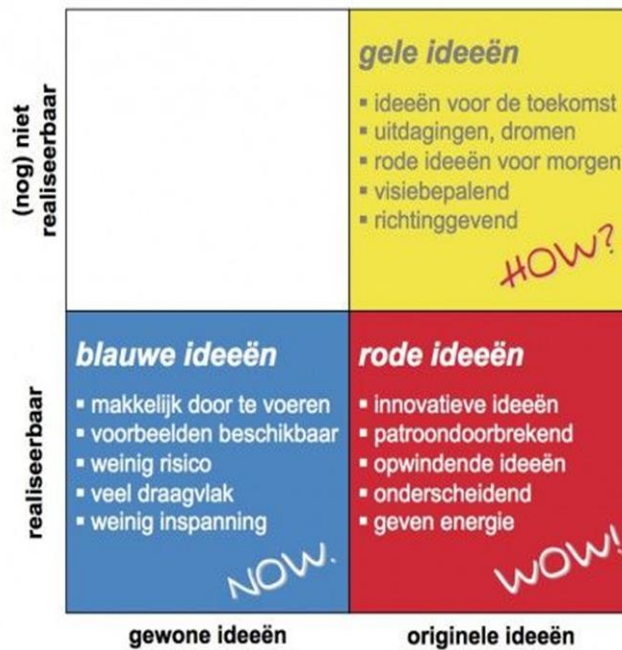 (nog) niet
realiseerbaar
gele ideeën
▪ ideeën voor de toekomst
▪ uitdagingen, dromen
▪ rode ideeën voor morgen
▪ visiebepalend
▪ richtinggevend
HOW?
realiseerbaar
blauwe ideeën
▪ makkelijk door te voeren
▪ voorbeelden beschikbaar
▪ weinig risico
▪ veel draagvlak
▪ weinig inspanning
NOW.
rode ideeën
▪ innovatieve ideeën
▪ patroondoorbrekend
▪ opwindende ideeën
▪ onderscheidend
▪ geven energie
WOW!
gewone ideeën
originele ideeën